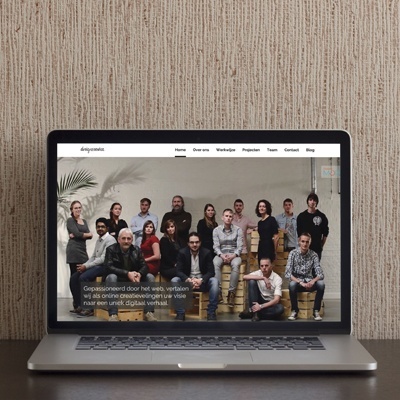 Home Over ons Werkwijze Projecten Team Contact Blog
Gepassioneerd door het web, vertalen
wij als online creatievelingen uw visie
naar een uniek digitaal verhaal.